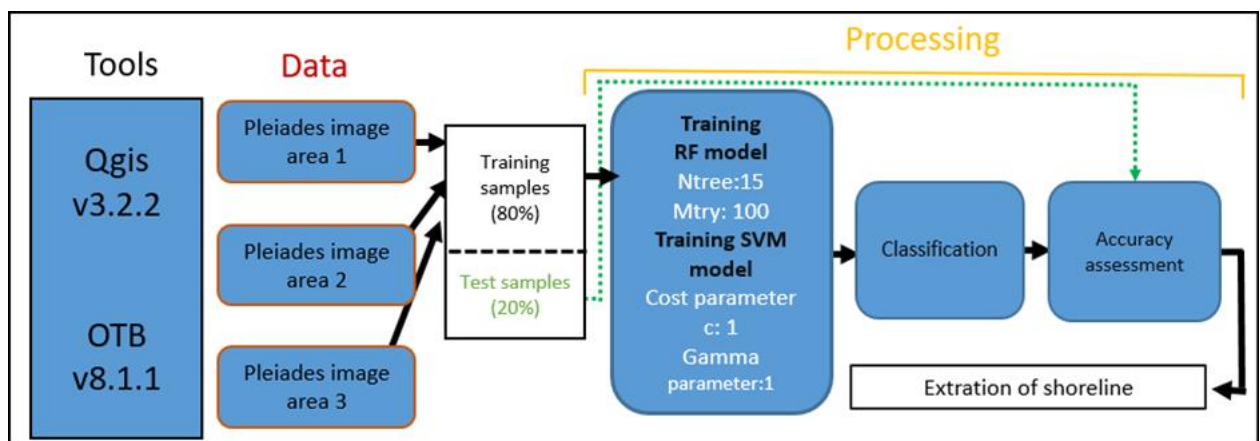 Processing
Tools
Data
Qgis
v3.2.2
OTB
v8.1.1
Pleiades image
area 1
Pleiades image
area 2
Pleiades image
area 3
Training
samples
(80%)
Test samples
(20%)
Training
RF model
Ntree:15
Mtry: 100
Training SVM
model
Cost parameter
c: 1
Gamma
parameter:1
Classification
Accuracy
assessment
Extration of shoreline